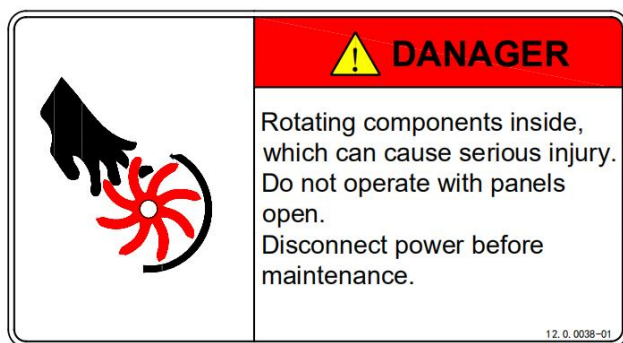 DANAGER
Rotating components inside,
which can cause serious injury.
Do not operate with panels
open.
Disconnect power before
maintenance.
12.0.0038-01